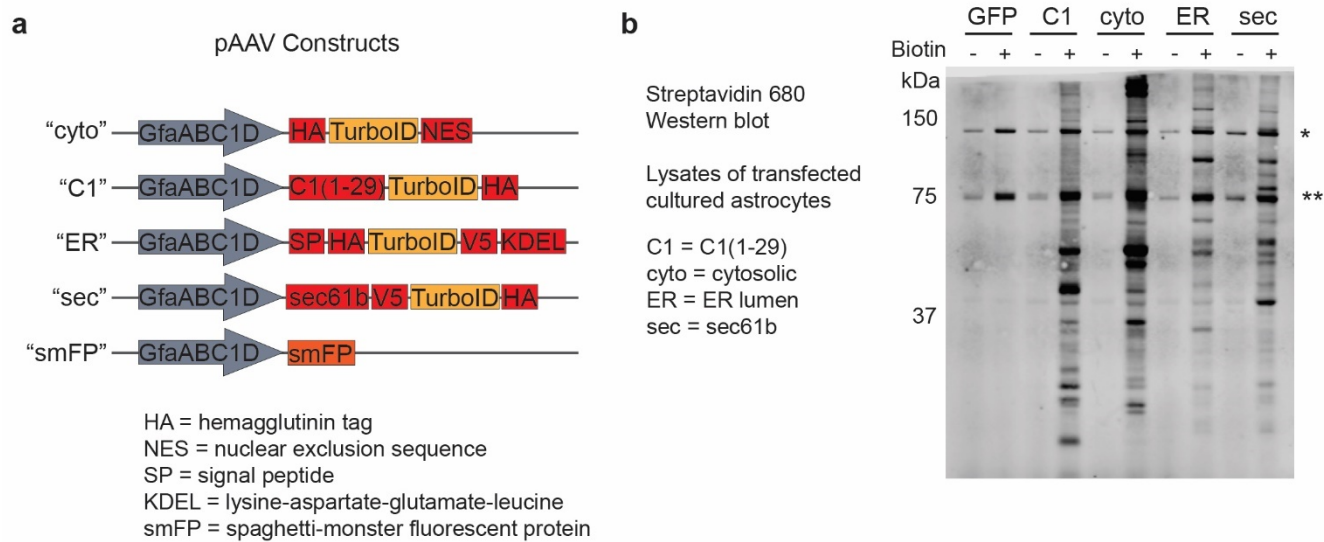 a
pAAV Constructs
"cyto" GfaABC1D HA TurboID NES
"C1" GfaABC1D C1(1-29) TurboID HA
"ER" GfaABC1D SP HA TurboID V5 KDEL
"sec" GfaABC1D sec61b V5 TurboID HA
"smFP" GfaABC1D smFP
HA = hemagglutinin tag
NES = nuclear exclusion sequence
SP = signal peptide
KDEL = lysine-aspartate-glutamate-leucine
smFP = spaghetti-monster fluorescent protein
b
GFP C1 cyto ER sec
Biotin - + - + - + - + - +
kDa
150
75
37
*
**
Streptavidin 680
Western blot
Lysates of transfected
cultured astrocytes
C1 = C1(1-29)
cyto = cytosolic
ER = ER lumen
sec = sec61b